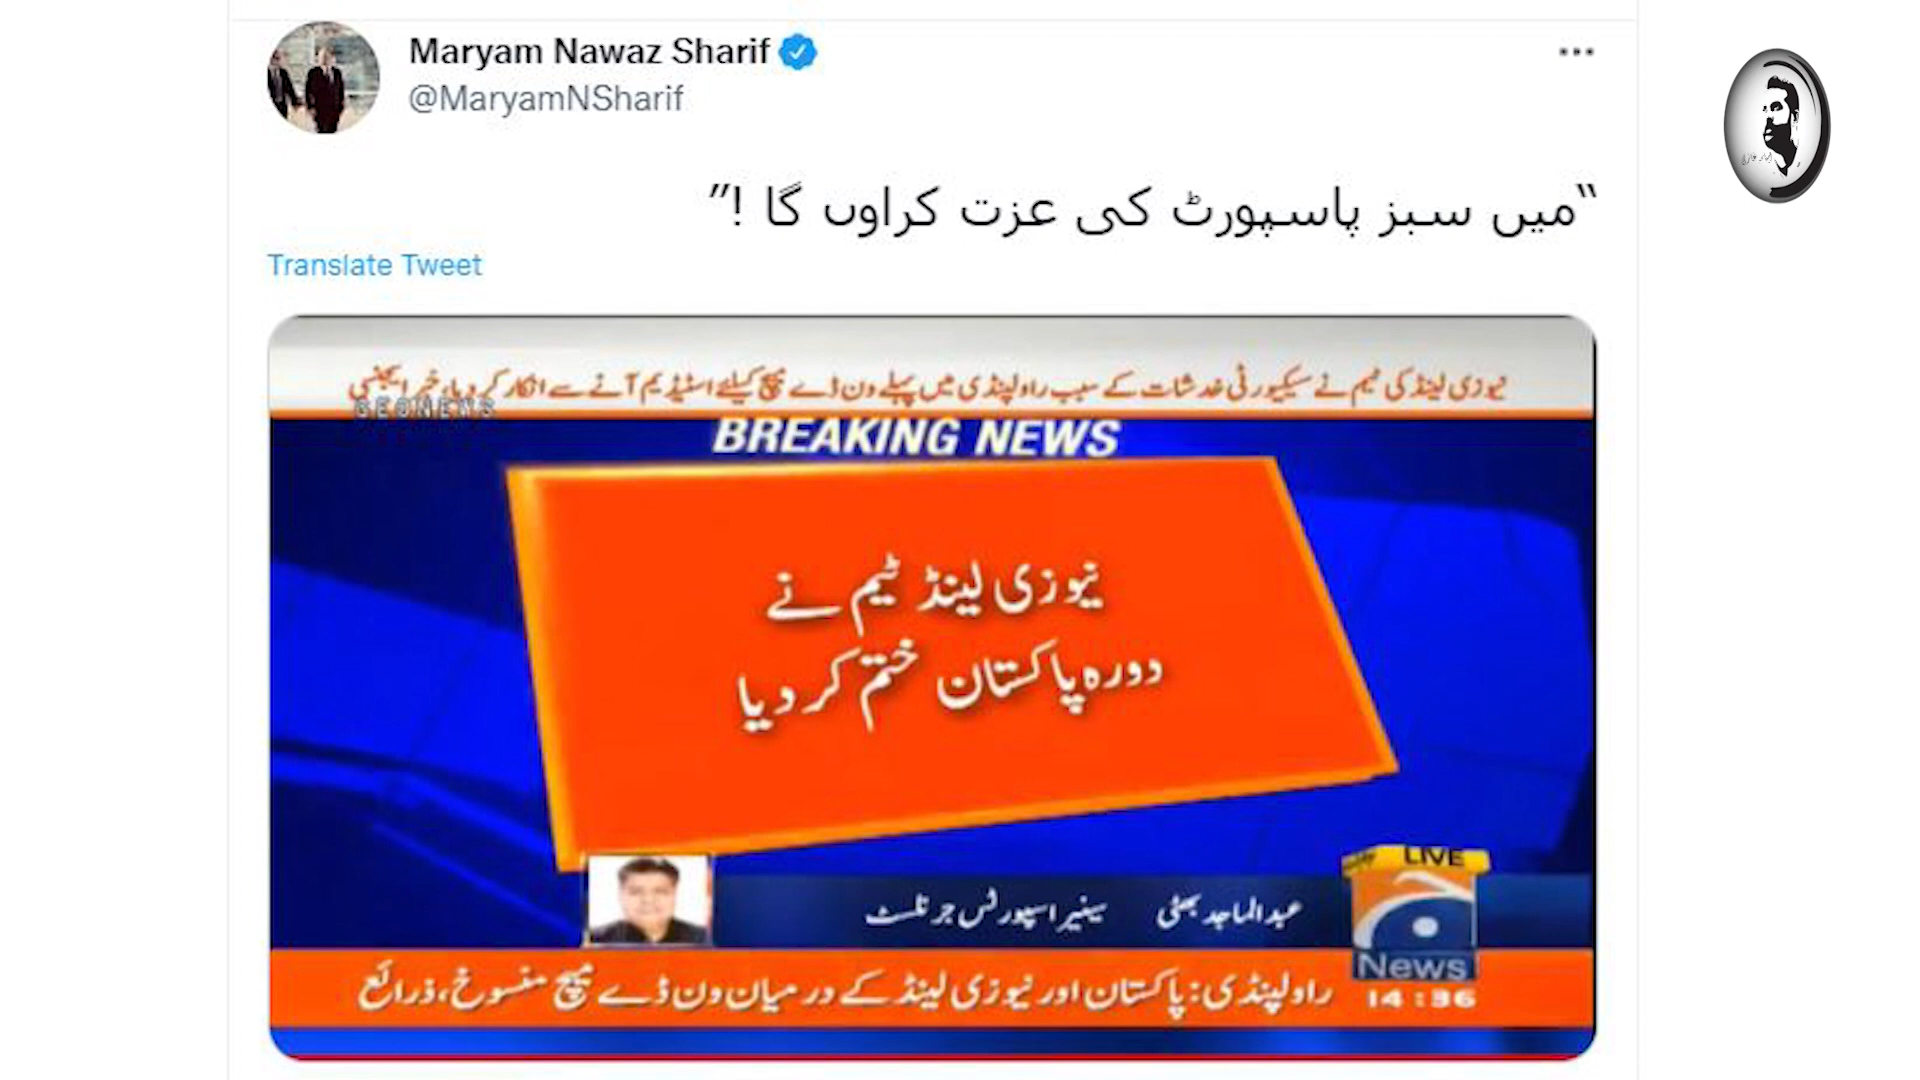 Maryam Nawaz Sharif
@MaryamNSharif
“میں سبز پاسپورٹ کی عزت کراوں گا !”
Translate Tweet
نیوزی لینڈ کی ٹیم نے سیکیورٹی خدشات کے سبب راولپنڈی میں پہلے ون ڈے میچ کیلئے اسٹیڈیم آنے سے انکار کر دیا، خبر ایجنسی
GEONEWS
BREAKING NEWS
نیوزی لینڈ ٹیم نے
دورہ پاکستان ختم کر دیا
LIVE
عبدالماجد بھٹی سینیر اسپورٹس جرنلسٹ
News
راولپنڈی: پاکستان اور نیوزی لینڈ کے درمیان ون ڈے میچ منسوخ، ذرائع
14:36